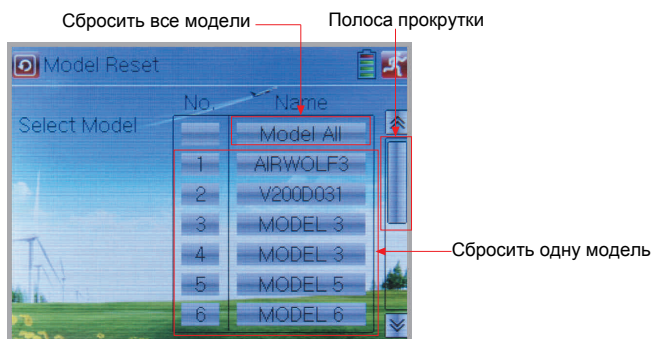 Сбросить все модели
Полоса прокрутки
Model Reset
No. Name
Select Model
Model All
1 AIRWOLF3
2 V200D031
3 MODEL 3
4 MODEL 3
Сбросить одну модель
5 MODEL 5
6 MODEL 6